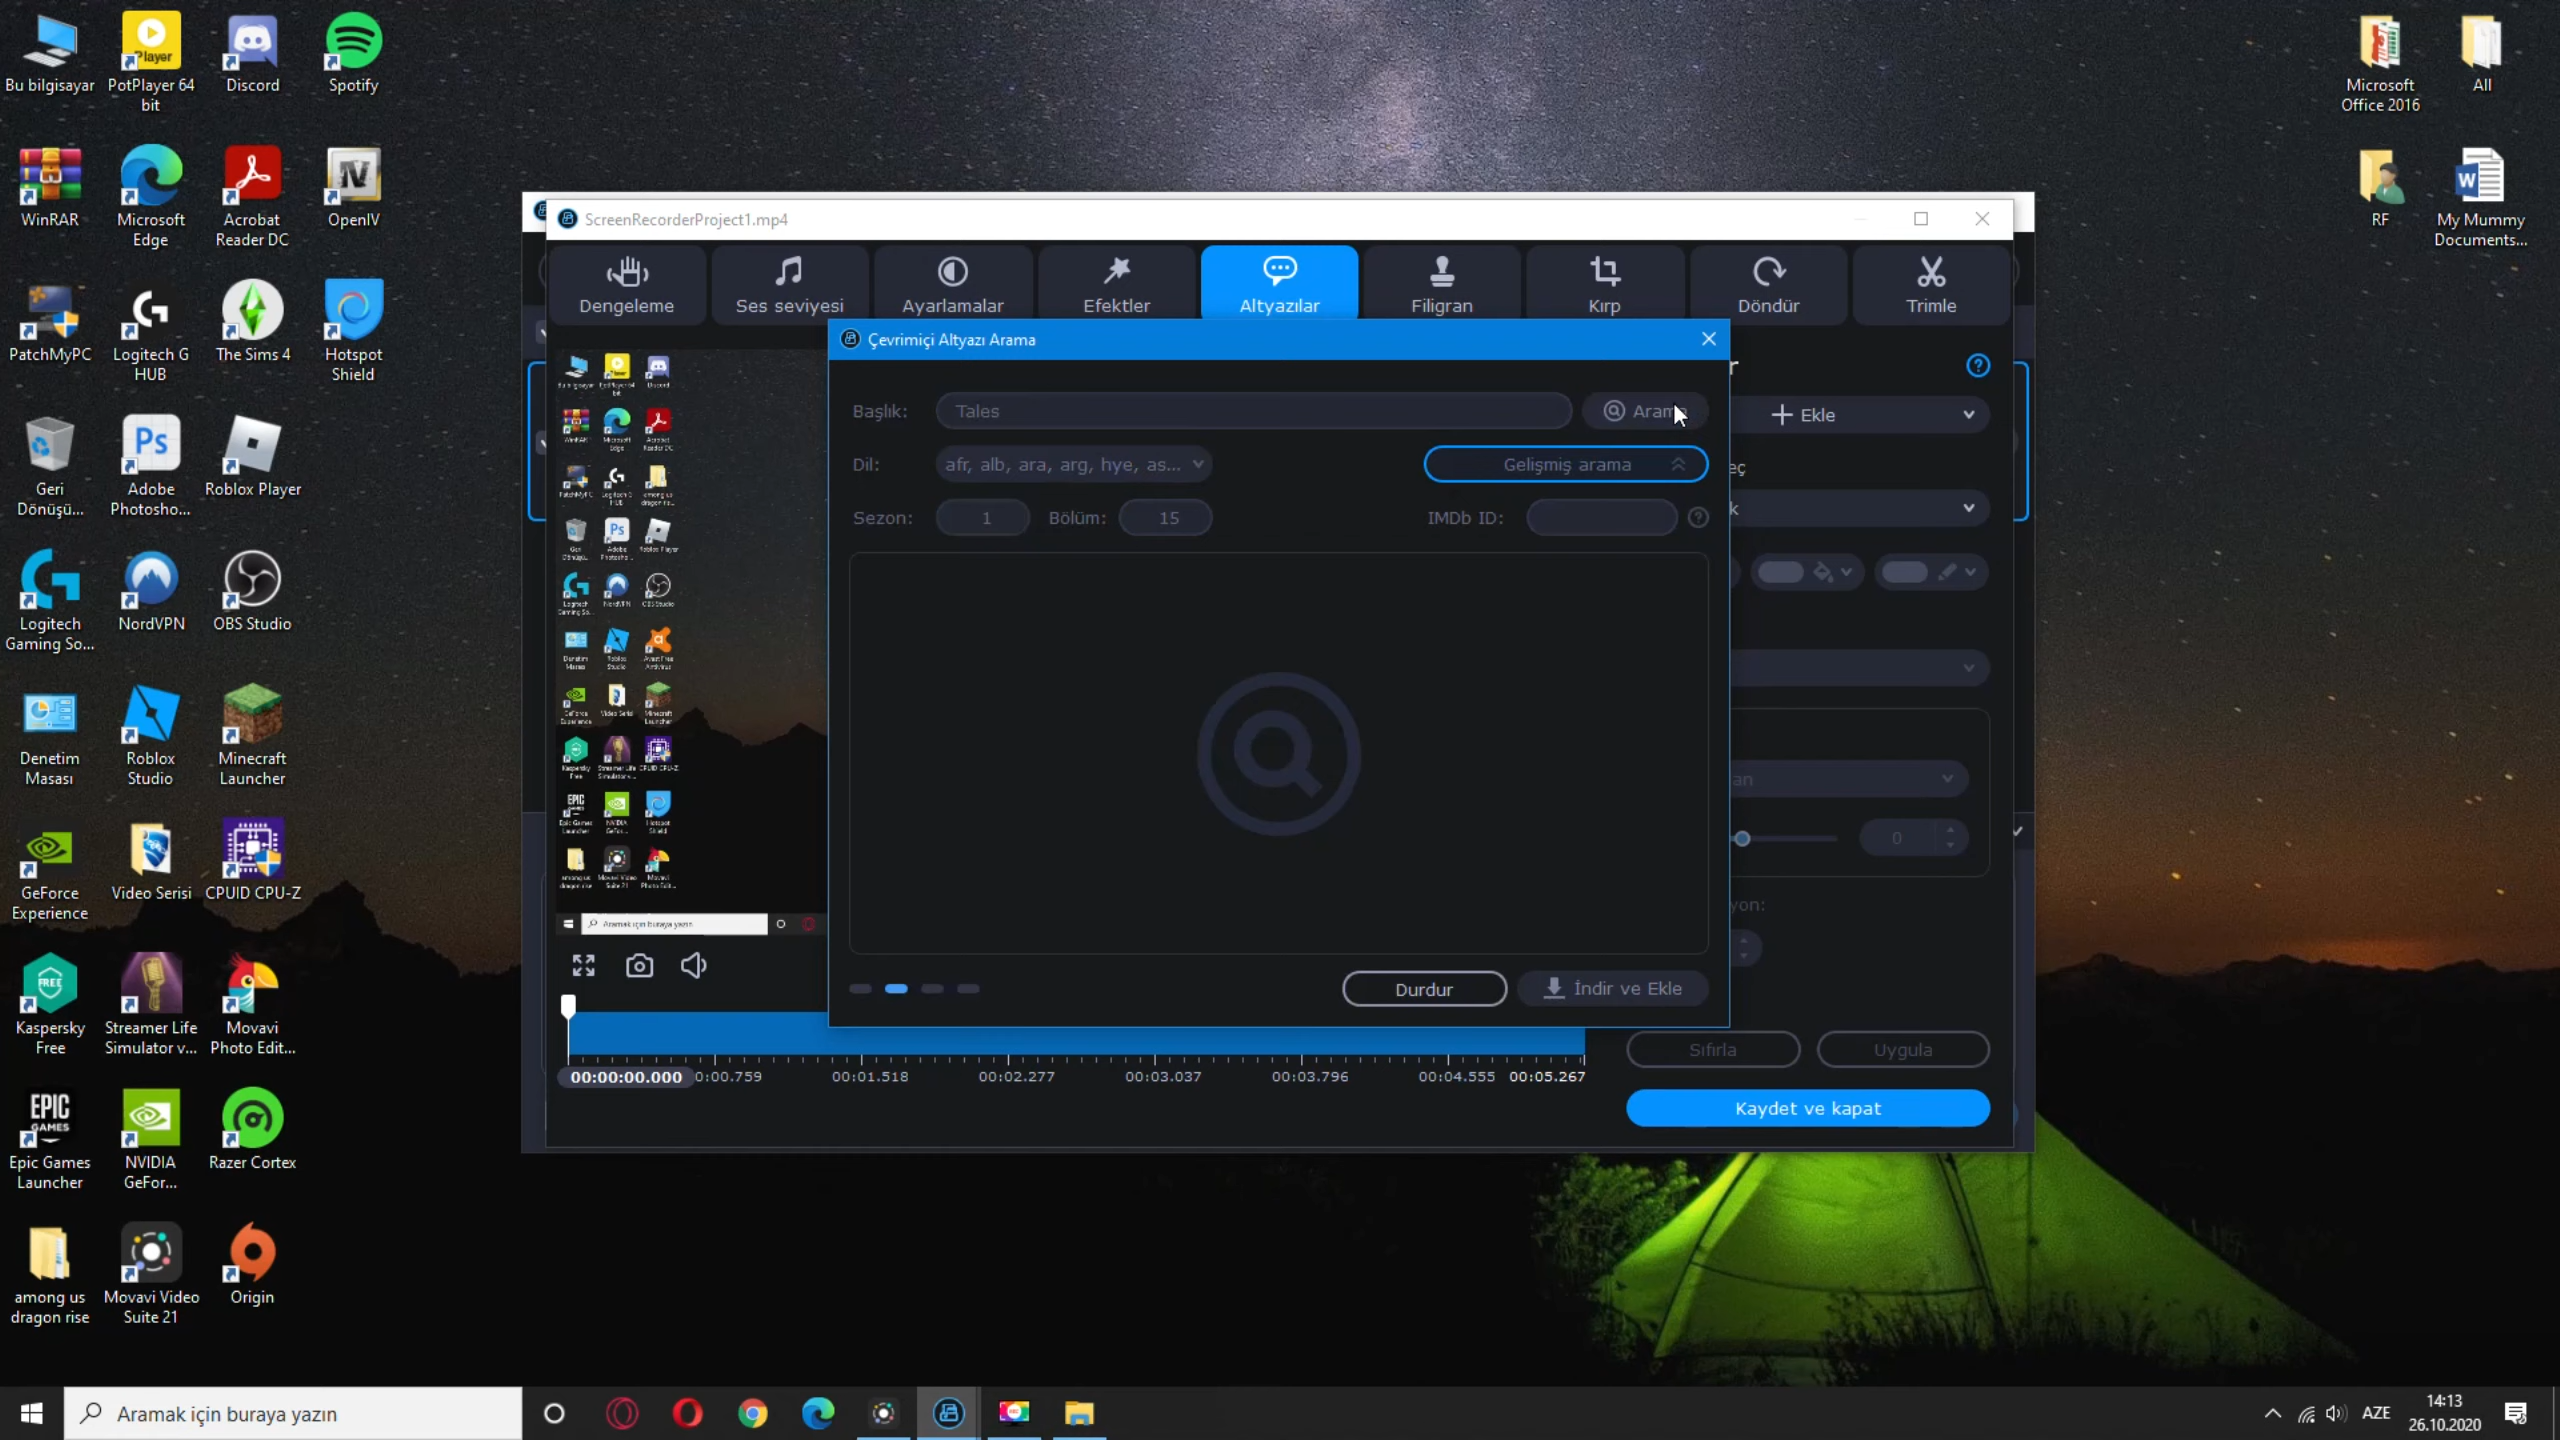 Bu bilgisayar
PotPlayer 64
bit
Discord
Spotify
WinRAR
Microsoft
Edge
Acrobat
Reader DC
OpenIV
PatchMyPC
Logitech G
HUB
The Sims 4
Hotspot
Shield
Geri
Dönüşü...
Adobe
Photosho...
Roblox Player
Logitech
Gaming So...
NordVPN
OBS Studio
Denetim
Masası
Roblox
Studio
Minecraft
Launcher
GeForce
Experience
Video Serisi
CPUID CPU-Z
Kaspersky
Free
Streamer Life
Simulator v...
Movavi
Photo Edit...
Epic Games
Launcher
NVIDIA
GeFor...
Razer Cortex
among us
dragon rise
Movavi Video
Suite 21
Origin
Microsoft
Office 2016
All
RF
My Mummy
Documents...
ScreenRecorderProject1.mp4
Dengeleme
Ses seviyesi
Ayarlamalar
Efektler
Altyazılar
Filigran
Kırp
Döndür
Trimle
Çevrimiçi Altyazı Arama
Başlık:
Tales
Dil:
afr, alb, ara, arg, hye, as...
Gelişmiş arama
Sezon:
1
Bölüm:
15
IMDb ID:
Durdur
İndir ve Ekle
Ekle
0
Sıfırla
Uygula
Kaydet ve kapat
Aramak için buraya yazın
00:00:00.000
0:00.759
00:01.518
00:02.277
00:03.037
00:03.796
00:04.555
00:05.267
Aramak için buraya yazın
AZE
14:13
26.10.2020